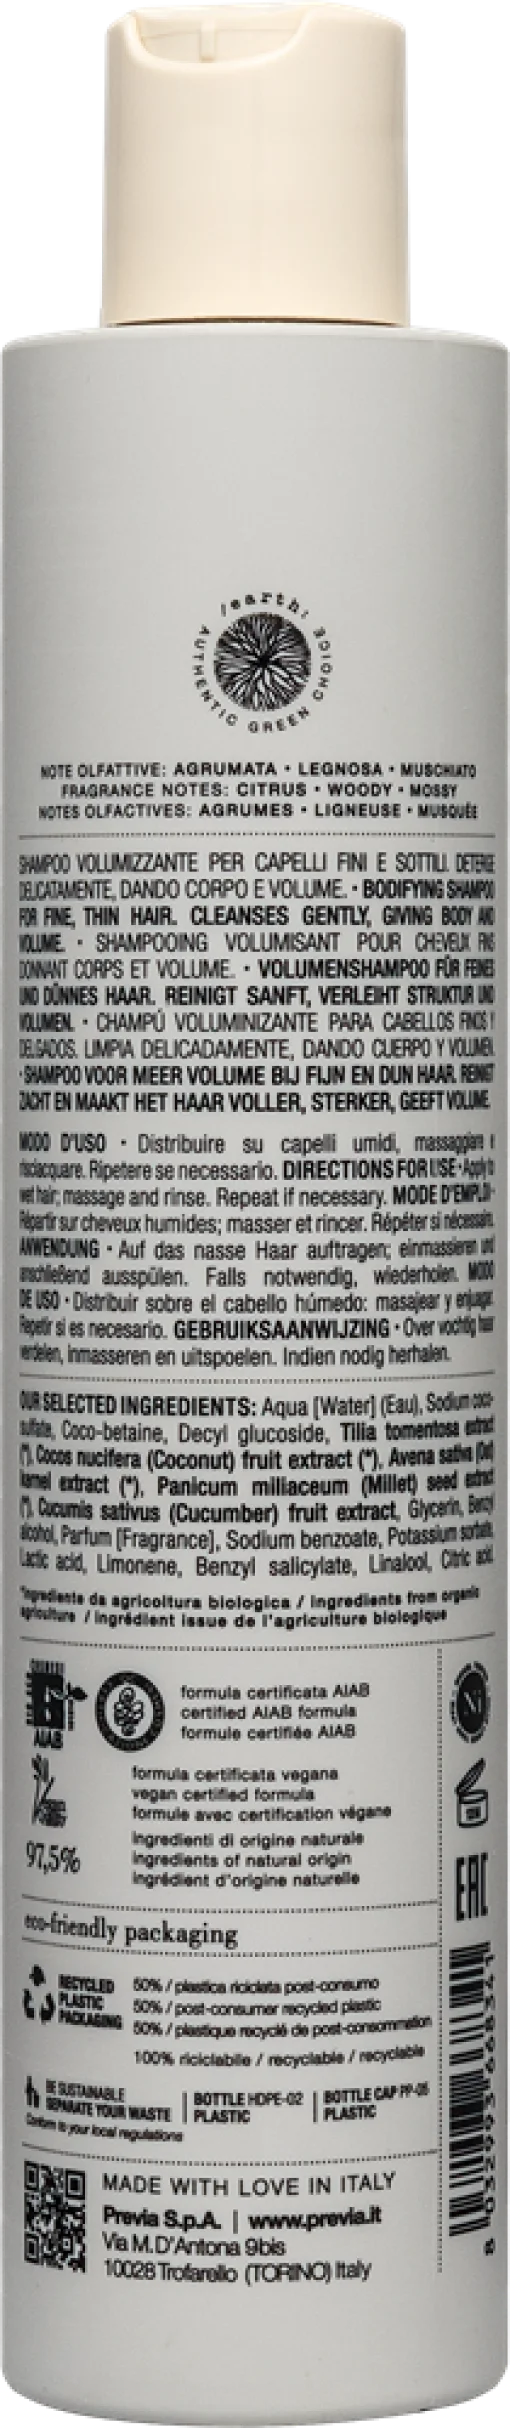 /earth:
AUTHENTIC GREEN CHOICE
NOTE OLFATTIVE: AGRUMATA • LEGNOSA • MUSCHIATO
FRAGRANCE NOTES: CITRUS • WOODY • MOSSY
NOTES OLFACTIVES: AGRUMES • LIGNEUSE • MUSQUÉE
SHAMPOO VOLUMIZZANTE PER CAPELLI FINI E SOTTILI. DETERGE
DELICATAMENTE, DANDO CORPO E VOLUME. • BODIFYING SHAMPOO
FOR FINE, THIN HAIR. CLEANSES GENTLY, GIVING BODY AND
VOLUME. • SHAMPOOING VOLUMISANT POUR CHEVEUX FINS
DONNANT CORPS ET VOLUME. • VOLUMENSHAMPOO FÜR FEINES
UND DÜNNES HAAR. REINIGT SANFT, VERLEIHT STRUKTUR UND
VOLUMEN. • CHAMPÚ VOLUMINIZANTE PARA CABELLOS FINOS Y
DELGADOS. LIMPIA DELICADAMENTE, DANDO CUERPO Y VOLUMEN.
• SHAMPOO VOOR MEER VOLUME BIJ FIJN EN DUN HAAR. REINIGT
ZACHT EN MAAKT HET HAAR VOLLER, STERKER, GEEFT VOLUME.
MODO D'USO • Distribuire su capelli umidi, massaggiare e
risciacquare. Ripetere se necessario. DIRECTIONS FOR USE • Apply to
wet hair; massage and rinse. Repeat if necessary. MODE D'EMPLOI •
Répartir sur cheveux humides; masser et rincer. Répéter si nécessaire.
ANWENDUNG • Auf das nasse Haar auftragen; einmassieren und
anschließend ausspülen. Falls notwendig, wiederholen. MODO
DE USO • Distribuir sobre el cabello húmedo: masajear y enjuagar.
Repetir si es necesario. GEBRUIKSAANWIJZING • Over vochtig haar
verdelen, inmasseren en uitspoelen. Indien nodig herhalen.
OUR SELECTED INGREDIENTS: Aqua [Water] (Eau), Sodium coco-
sulfate, Coco-betaine, Decyl glucoside, Tilia tomentosa extract
(*), Cocos nucifera (Coconut) fruit extract (*), Avena sativa (Oat)
kernel extract (*), Panicum miliaceum (Millet) seed extract
(*), Cucumis sativus (Cucumber) fruit extract, Glycerin, Benzyl
alcohol, Parfum [Fragrance], Sodium benzoate, Potassium sorbate,
Lactic acid, Limonene, Benzyl salicylate, Linalool, Citric acid.
*ingrediente da agricoltura biologica / ingredients from organic
agriculture / ingrédient issue de l'agriculture biologique
AIAB
formula certificata AIAB
certified AIAB formula
formule certifiée AIAB
Ni
formula certificata vegana
vegan certified formula
formule avec certification végane
12M
97,5%
ingredienti di origine naturale
ingredients of natural origin
ingrédient d'origine naturelle
EAC
eco-friendly packaging
RECYCLED
PLASTIC
PACKAGING
50% / plastica riciclata post-consumo
50% / post-consumer recycled plastic
50% / plastique recyclé de post-consommation
100% riciclabile / recyclable / recyclable
BE SUSTAINABLE
SEPARATE YOUR WASTE
Conform to your local regulations
BOTTLE HDPE-02
PLASTIC
BOTTLE CAP PP-05
PLASTIC
MADE WITH LOVE IN ITALY
Previa S.p.A. | www.previa.it
Via M.D'Antona 9bis
10028 Trofarello (TORINO) Italy